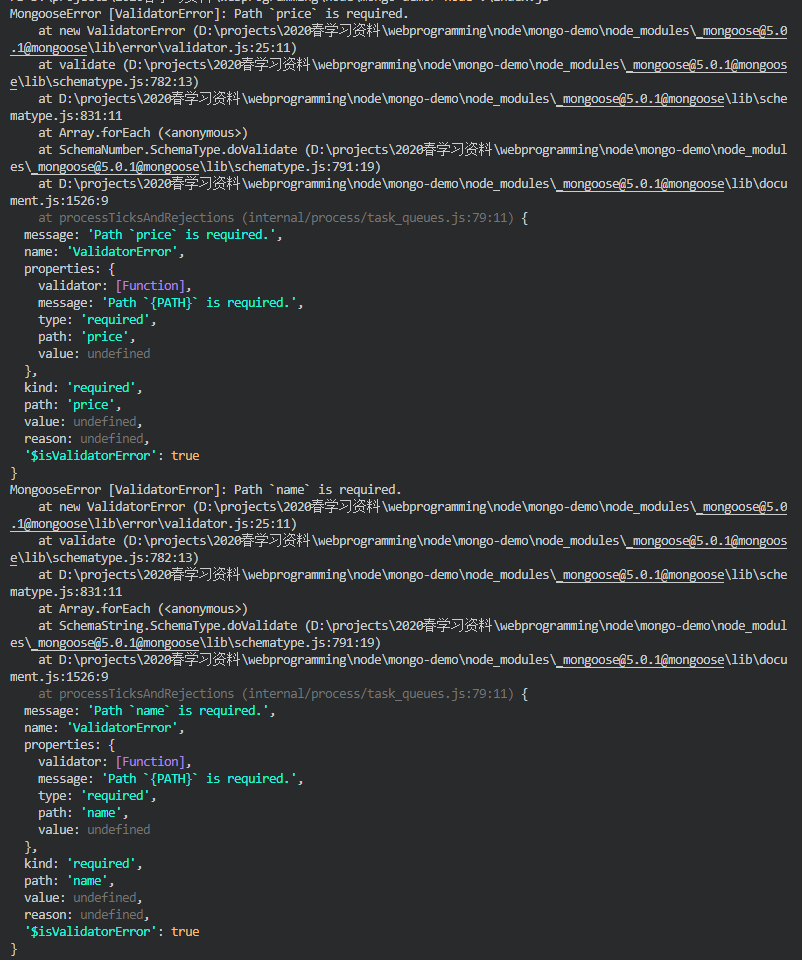 MongooseError [ValidatorError]: Path `price` is required.
    at new ValidatorError (D:\projects\2020春学习资料\webprogramming\node\mongo-demo\node_modules\_mongoose@5.0
.1@mongoose\lib\error\validator.js:25:11)
    at validate (D:\projects\2020春学习资料\webprogramming\node\mongo-demo\node_modules\_mongoose@5.0.1@mongoos
e\lib\schematype.js:782:13)
    at D:\projects\2020春学习资料\webprogramming\node\mongo-demo\node_modules\_mongoose@5.0.1@mongoose\lib\sche
matype.js:831:11
    at Array.forEach (<anonymous>)
    at SchemaNumber.SchemaType.doValidate (D:\projects\2020春学习资料\webprogramming\node\mongo-demo\node_modul
es\_mongoose@5.0.1@mongoose\lib\schematype.js:791:19)
    at D:\projects\2020春学习资料\webprogramming\node\mongo-demo\node_modules\_mongoose@5.0.1@mongoose\lib\docu
ment.js:1526:9
    at processTicksAndRejections (internal/process/task_queues.js:79:11) {
  message: 'Path `price` is required.',
  name: 'ValidatorError',
  properties: {
    validator: [Function],
    message: 'Path `{PATH}` is required.',
    type: 'required',
    path: 'price',
    value: undefined
  },
  kind: 'required',
  path: 'price',
  value: undefined,
  reason: undefined,
  '$isValidatorError': true
}
MongooseError [ValidatorError]: Path `name` is required.
    at new ValidatorError (D:\projects\2020春学习资料\webprogramming\node\mongo-demo\node_modules\_mongoose@5.0
.1@mongoose\lib\error\validator.js:25:11)
    at validate (D:\projects\2020春学习资料\webprogramming\node\mongo-demo\node_modules\_mongoose@5.0.1@mongoos
e\lib\schematype.js:782:13)
    at D:\projects\2020春学习资料\webprogramming\node\mongo-demo\node_modules\_mongoose@5.0.1@mongoose\lib\sche
matype.js:831:11
    at Array.forEach (<anonymous>)
    at SchemaString.SchemaType.doValidate (D:\projects\2020春学习资料\webprogramming\node\mongo-demo\node_modul
es\_mongoose@5.0.1@mongoose\lib\schematype.js:791:19)
    at D:\projects\2020春学习资料\webprogramming\node\mongo-demo\node_modules\_mongoose@5.0.1@mongoose\lib\docu
ment.js:1526:9
    at processTicksAndRejections (internal/process/task_queues.js:79:11) {
  message: 'Path `name` is required.',
  name: 'ValidatorError',
  properties: {
    validator: [Function],
    message: 'Path `{PATH}` is required.',
    type: 'required',
    path: 'name',
    value: undefined
  },
  kind: 'required',
  path: 'name',
  value: undefined,
  reason: undefined,
  '$isValidatorError': true
}